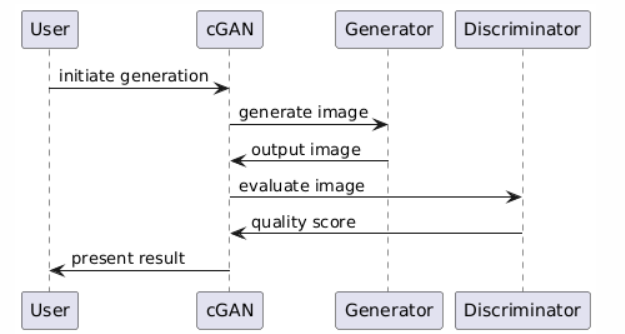 User cGAN Generator Discriminator
initiate generation
generate image
output image
evaluate image
quality score
present result
User cGAN Generator Discriminator